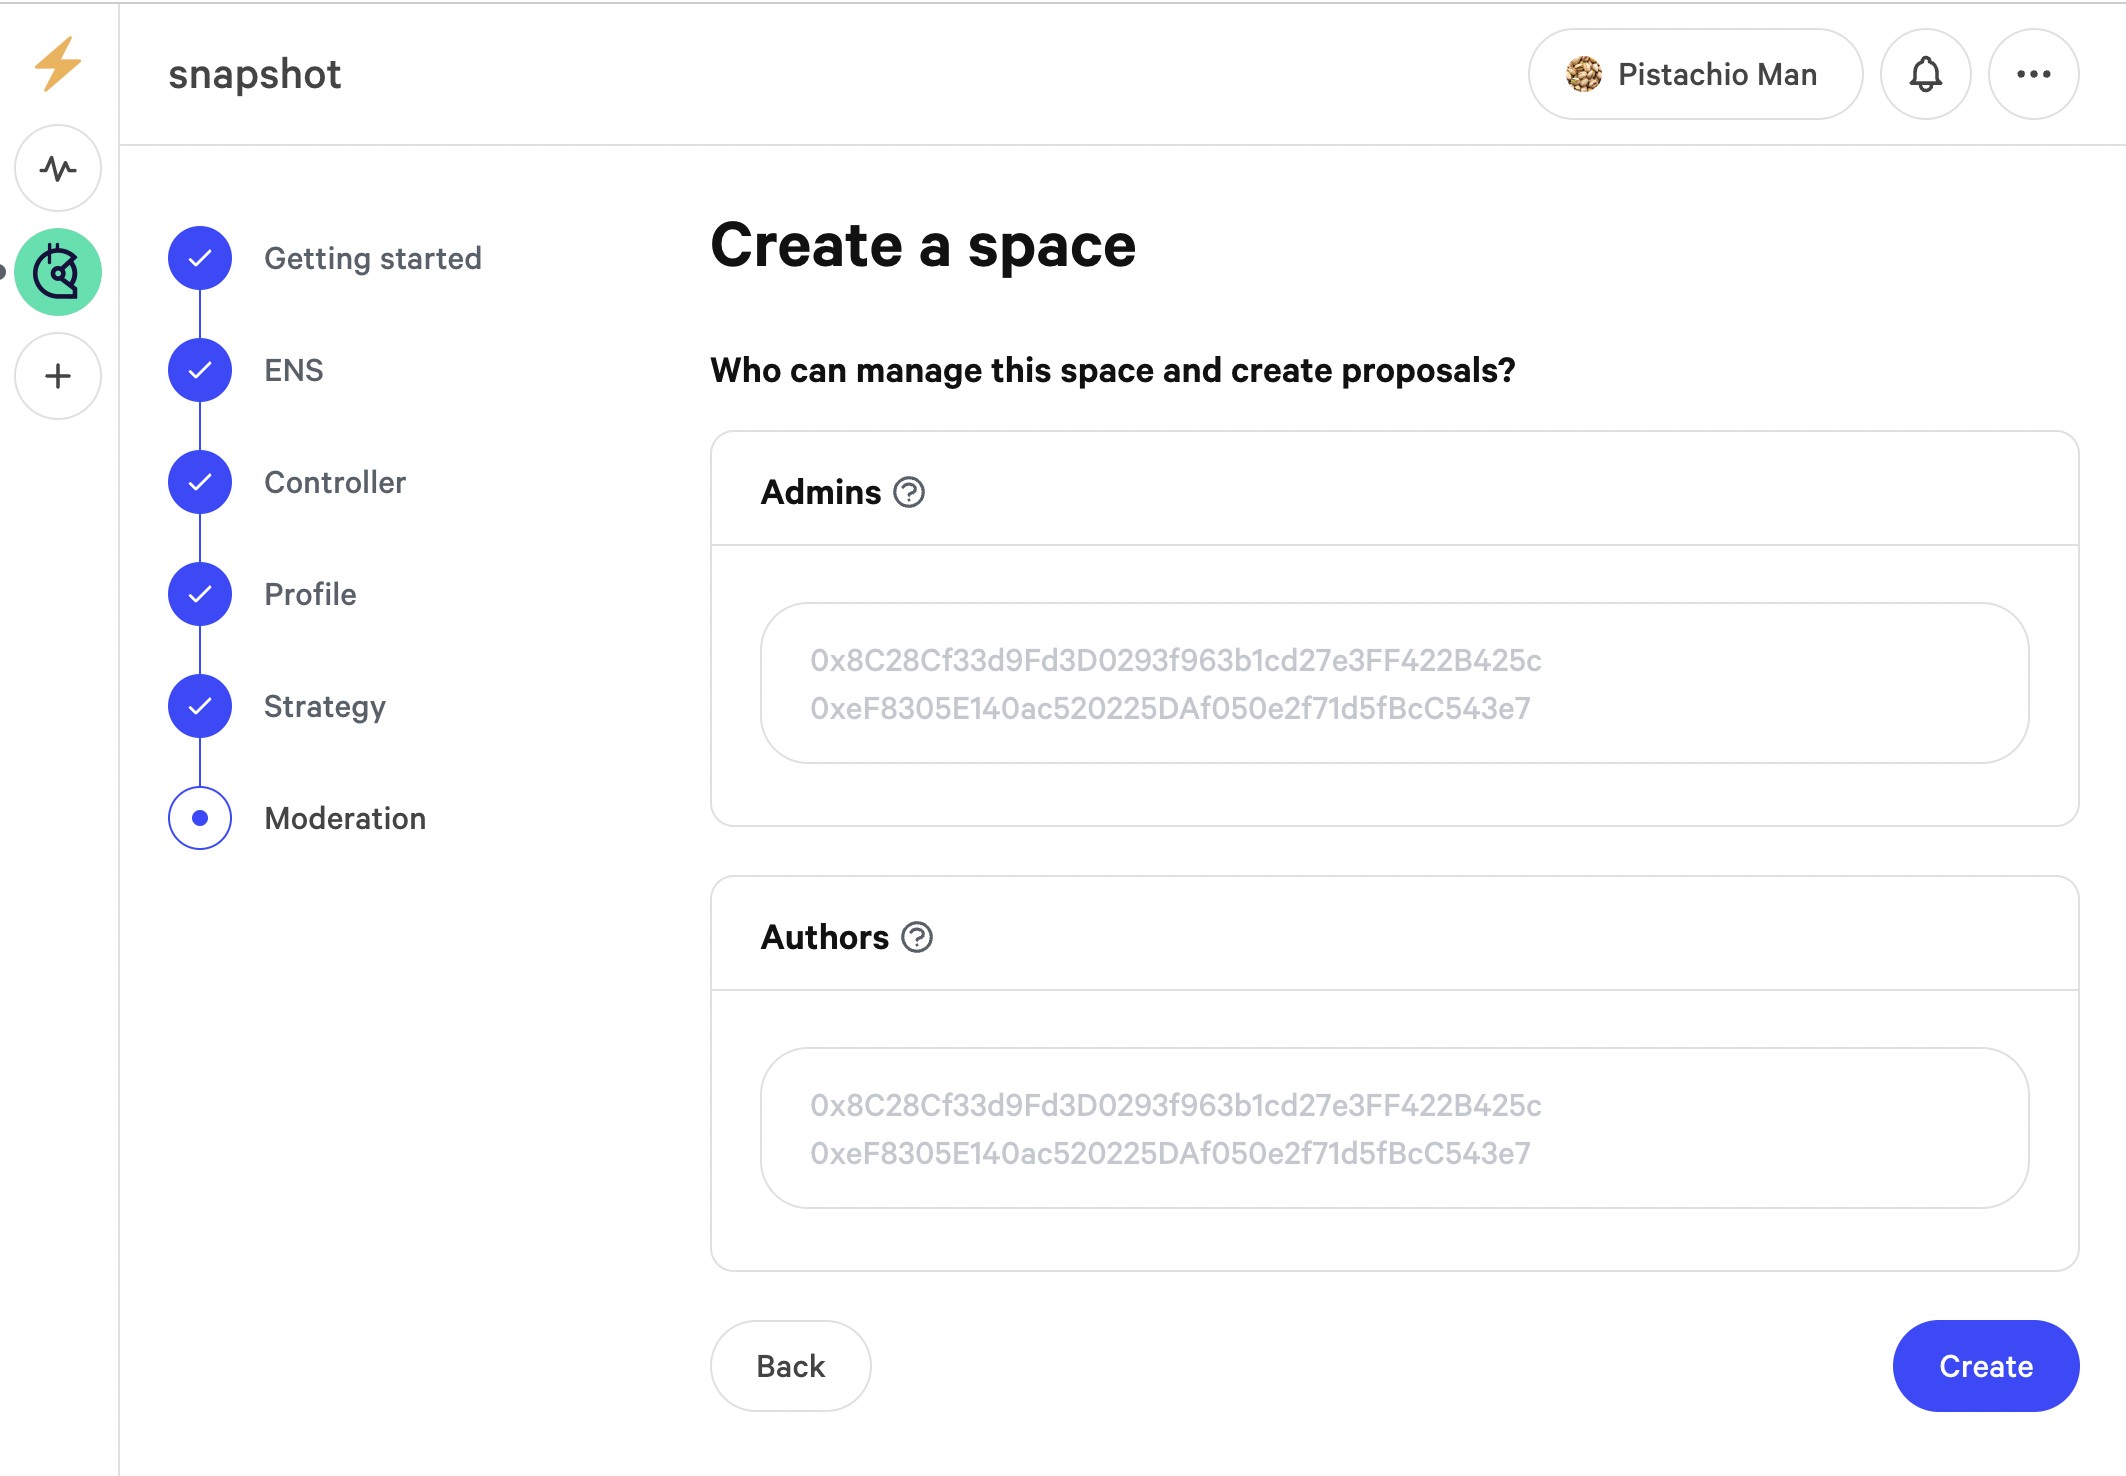 snapshot
Pistachio Man
Getting started
ENS
Controller
Profile
Strategy
Moderation
Create a space
Who can manage this space and create proposals?
Admins
0x8C28Cf33d9Fd3D0293f963b1cd27e3FF422B425c
0xeF8305E140ac520225DAf050e2f71d5fBcC543e7
Authors
0x8C28Cf33d9Fd3D0293f963b1cd27e3FF422B425c
0xeF8305E140ac520225DAf050e2f71d5fBcC543e7
Back
Create